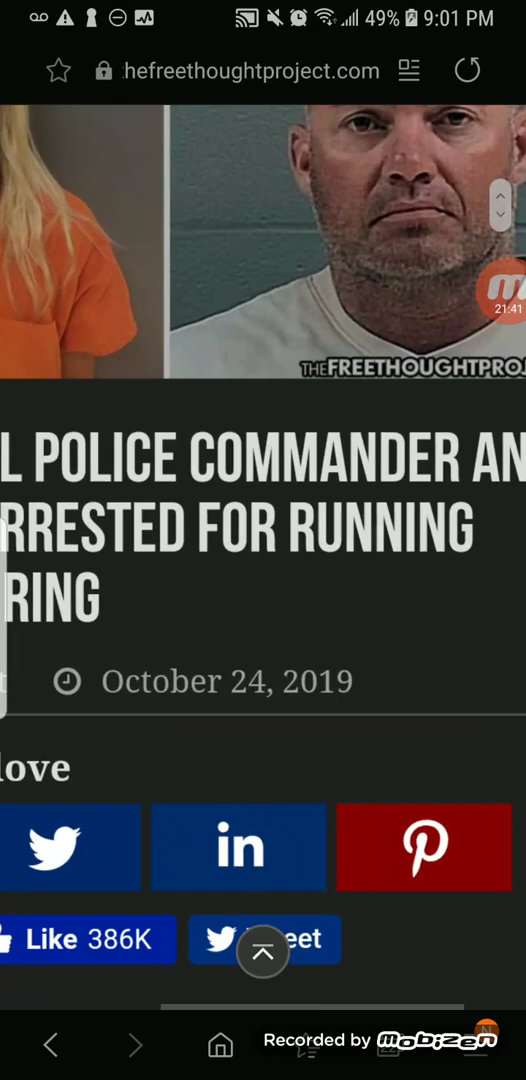 49% 9:01 PM
hefreethoughtproject.com
21:41
THEFREETHOUGHTPROJ
L POLICE COMMANDER AN
RRESTED FOR RUNNING
RING
t October 24, 2019
love
in
Like 386K
eet
Recorded by mobizen
N